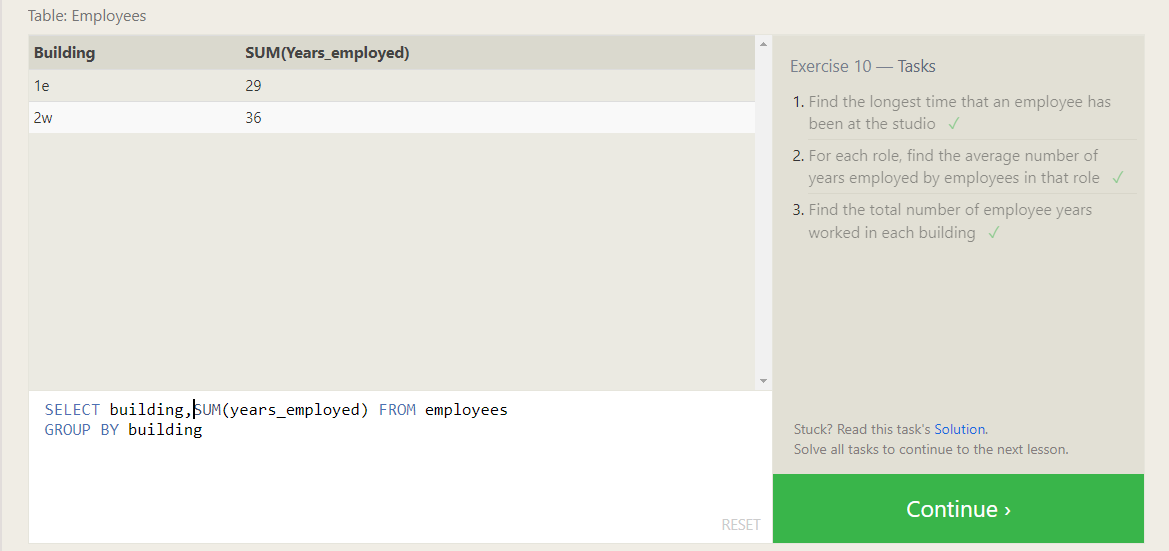 Table: Employees
Building SUM(Years_employed)
1e 29
2w 36
SELECT building,SUM(years_employed) FROM employees
GROUP BY building
RESET
Exercise 10 — Tasks
1. Find the longest time that an employee has
been at the studio ✓
2. For each role, find the average number of
years employed by employees in that role ✓
3. Find the total number of employee years
worked in each building ✓
Stuck? Read this task's Solution.
Solve all tasks to continue to the next lesson.
Continue ›